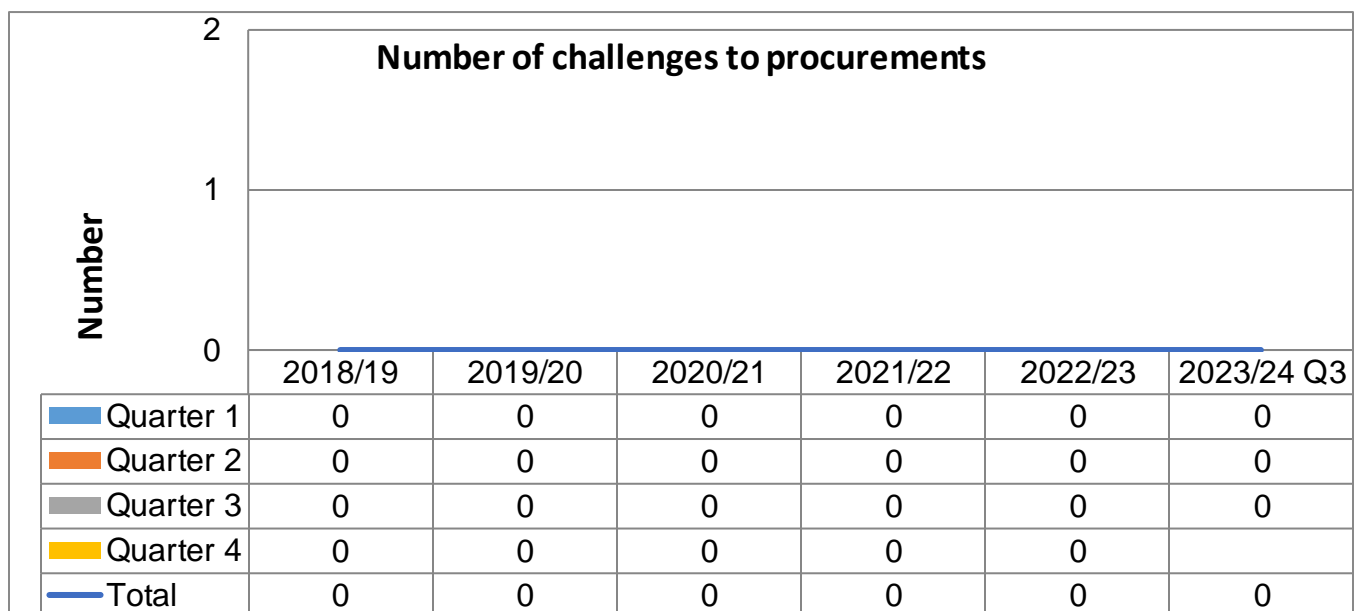 Number of challenges to procurements
2
1
0
Number
2018/19 2019/20 2020/21 2021/22 2022/23 2023/24 Q3
Quarter 1 0 0 0 0 0 0
Quarter 2 0 0 0 0 0 0
Quarter 3 0 0 0 0 0 0
Quarter 4 0 0 0 0 0
Total 0 0 0 0 0 0